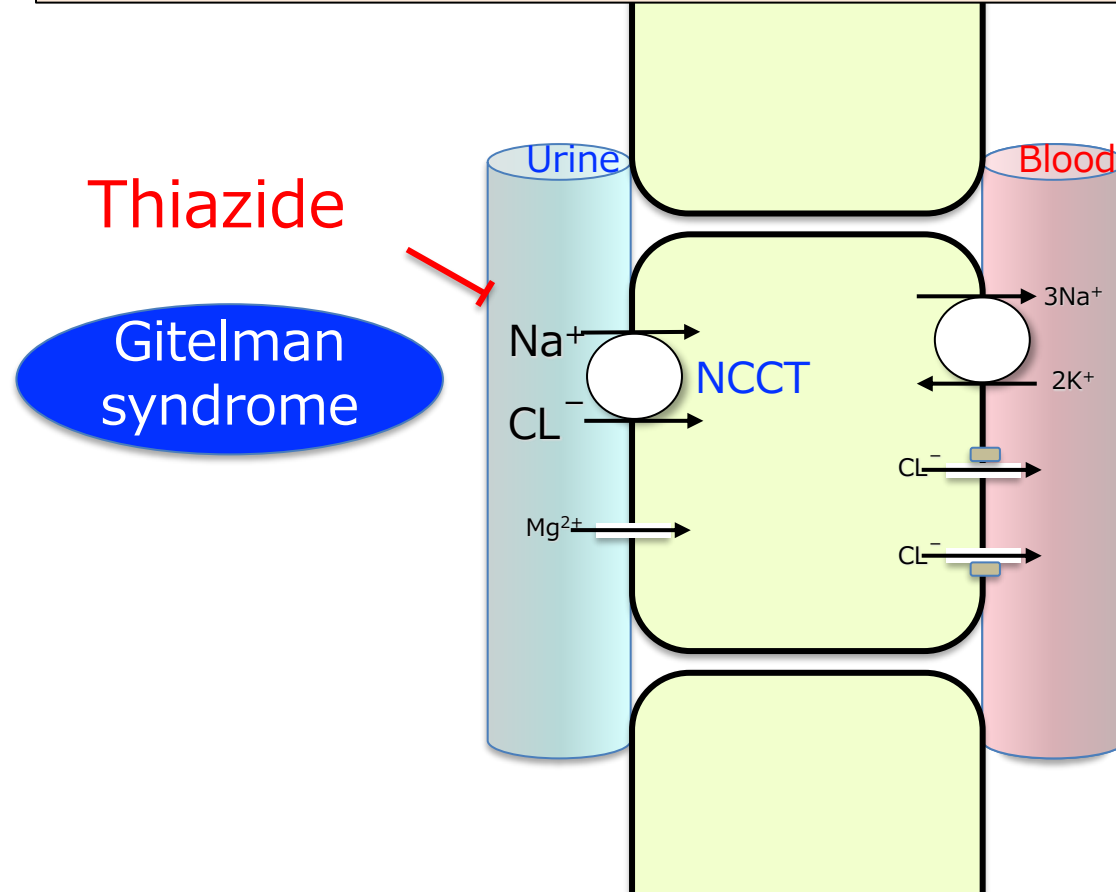 Urine
Blood
Thiazide
Gitelman
syndrome
Na⁺
CL⁻
NCCT
Mg²⁺
3Na⁺
2K⁺
CL⁻
CL⁻